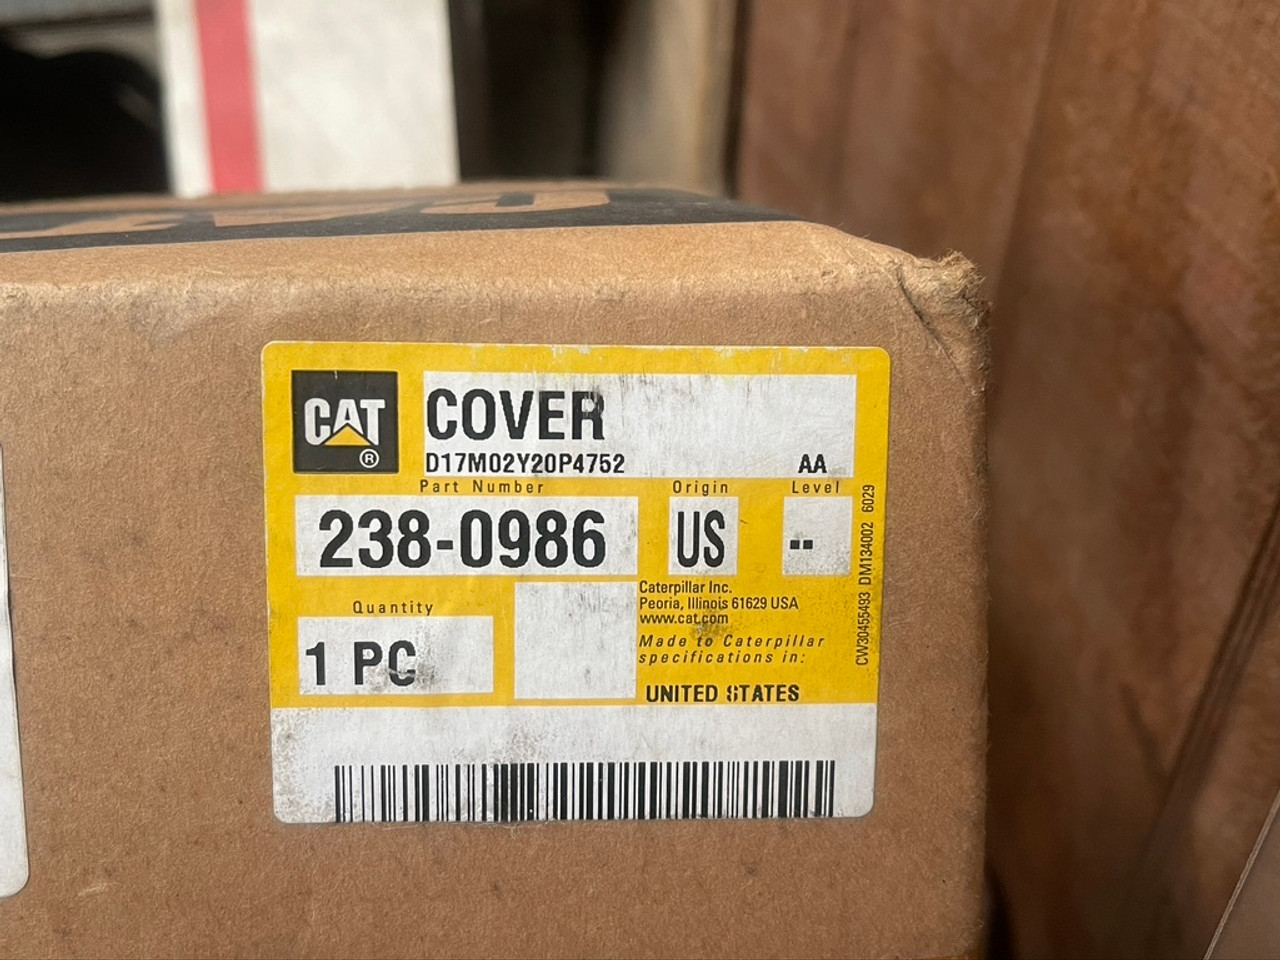 CAT
®
COVER
D17M02Y20P4752 AA
Part Number Origin Level
238-0986 US --
Quantity
1 PC
Caterpillar Inc.
Peoria, Illinois 61629 USA
www.cat.com
Made to Caterpillar
specifications in:
UNITED STATES
CW30455493 DM134002 6029